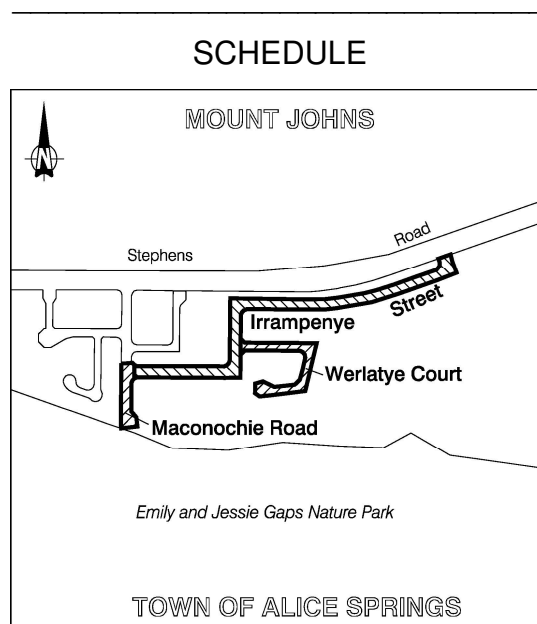 SCHEDULE
MOUNT JOHNS
N
Road
Stephens
Irrampenye
Street
Werlatye Court
Maconochie Road
Emily and Jessie Gaps Nature Park
TOWN OF ALICE SPRINGS